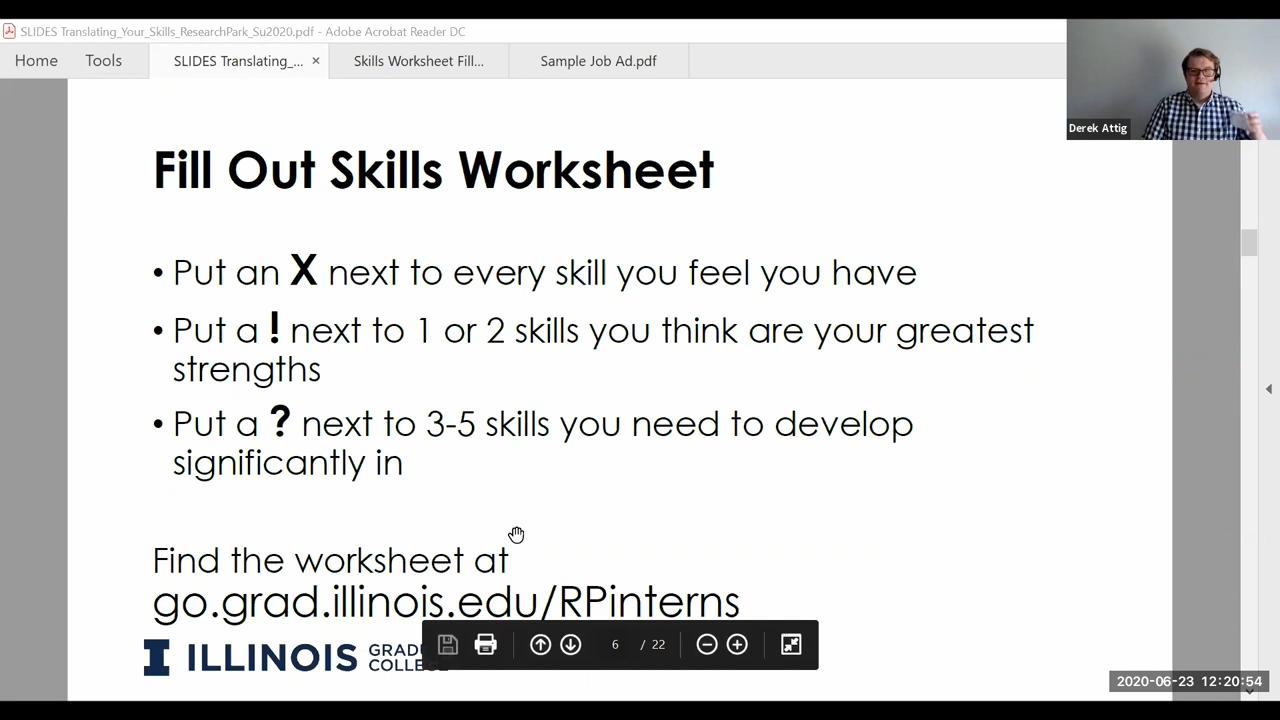 SLIDES Translating_Your_Skills_ResearchPark_Su2020.pdf - Adobe Acrobat Reader DC
Home Tools SLIDES Translating_... × Skills Worksheet Fill... Sample Job Ad.pdf
Derek Attig
Fill Out Skills Worksheet
• Put an X next to every skill you feel you have
• Put a ! next to 1 or 2 skills you think are your greatest
strengths
• Put a ? next to 3-5 skills you need to develop
significantly in
Find the worksheet at
go.grad.illinois.edu/RPinterns
I ILLINOIS
6 / 22
2020-06-23 12:20:54